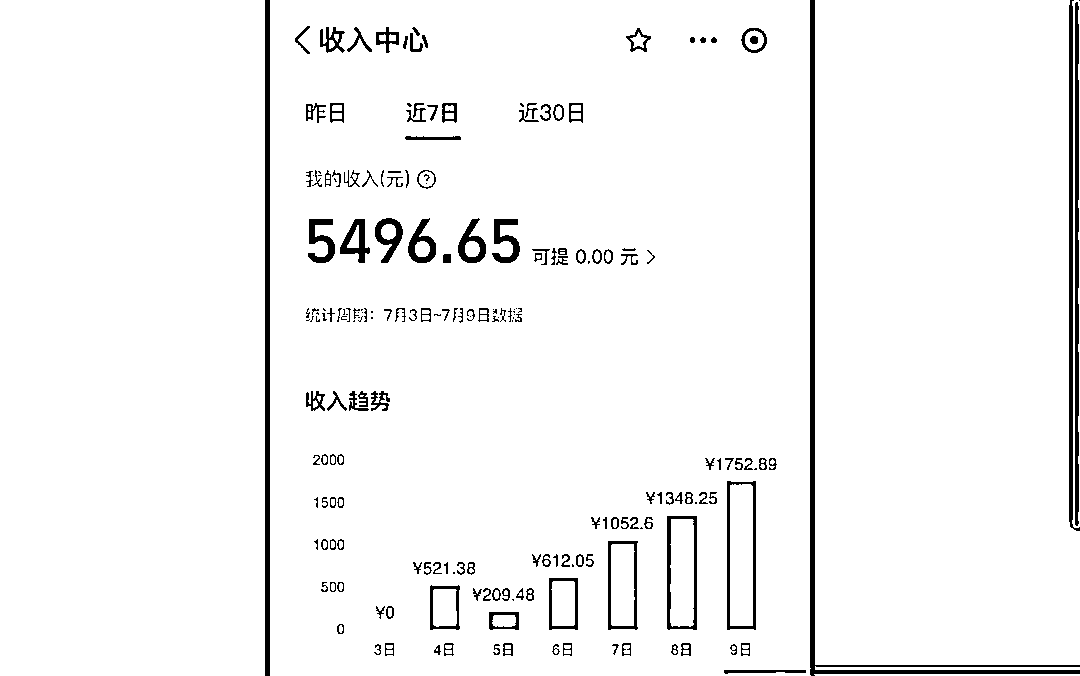 收入中心
昨日 近7日 近30日
我的收入(元) ?
5496.65 可提 0.00 元 >
统计周期：7月3日~7月9日数据
收入趋势
2000
1500
1000
500
0
¥0 ¥521.38 ¥209.48 ¥612.05 ¥1052.6 ¥1348.25 ¥1752.89
3日 4日 5日 6日 7日 8日 9日